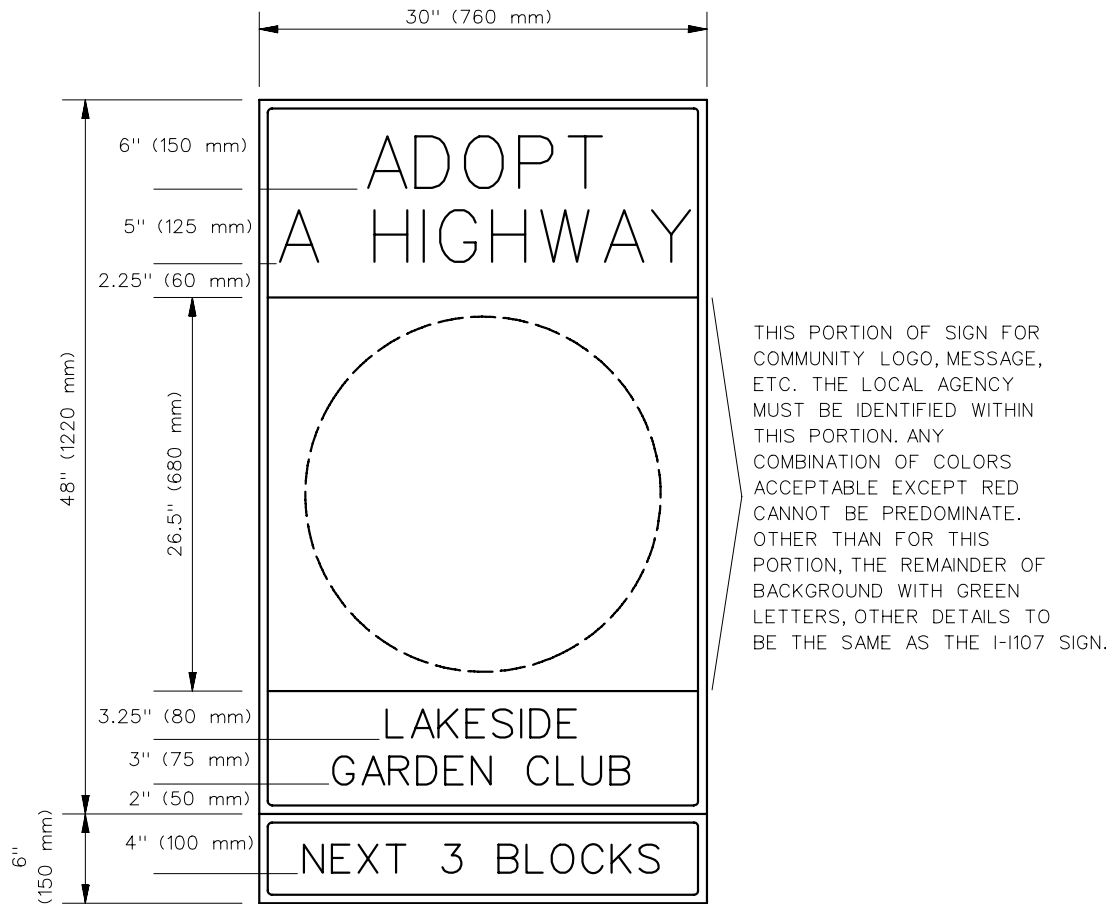 30" (760 mm)
6" (150 mm)
ADOPT
5" (125 mm)
A HIGHWAY
2.25" (60 mm)
48" (1220 mm)
26.5" (680 mm)
THIS PORTION OF SIGN FOR
COMMUNITY LOGO, MESSAGE,
ETC. THE LOCAL AGENCY
MUST BE IDENTIFIED WITHIN
THIS PORTION. ANY
COMBINATION OF COLORS
ACCEPTABLE EXCEPT RED
CANNOT BE PREDOMINATE.
OTHER THAN FOR THIS
PORTION, THE REMAINDER OF
BACKGROUND WITH GREEN
LETTERS, OTHER DETAILS TO
BE THE SAME AS THE I-I107 SIGN.
3.25" (80 mm)
LAKESIDE
3" (75 mm)
GARDEN CLUB
2" (50 mm)
6"
(150 mm)
4" (100 mm)
NEXT 3 BLOCKS